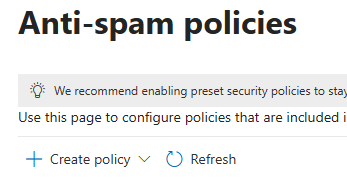 Anti-spam policies
We recommend enabling preset security policies to stay
Use this page to configure policies that are included i
Create policy Refresh